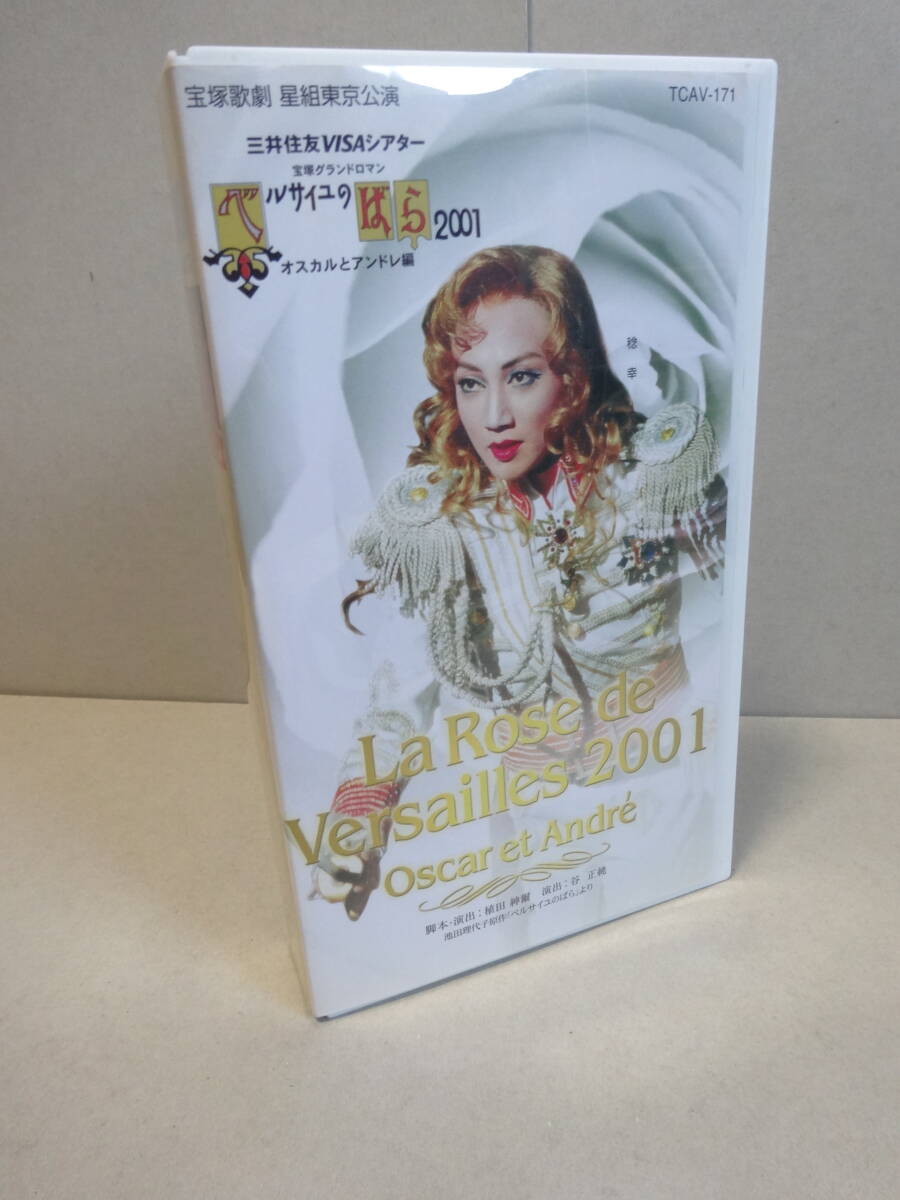 宝塚歌劇 星組東京公演
TCAV-171
三井住友VISAシアター
宝塚グランドロマン
ベルサイユのばら2001
オスカルとアンドレ編
稔 幸
La Rose de
Versailles 2001
Oscar et André
脚本・演出:植田 紳爾 演出:谷 正純
池田理代子原作「ベルサイユのばら」より